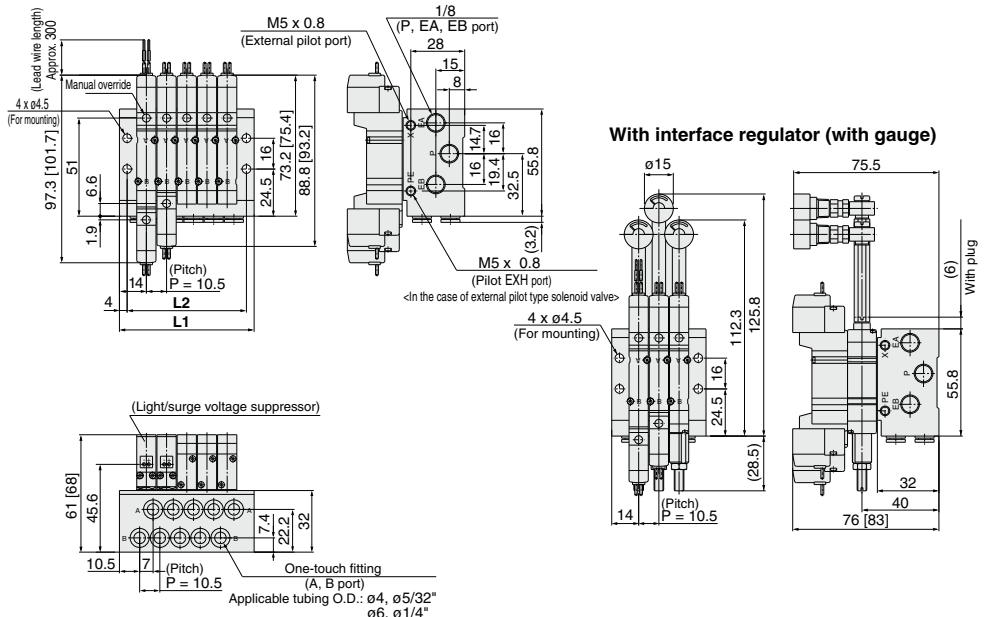 (Lead wire length)
Approx. 300
Manual override
4 x ø4.5
(For mounting)
97.3 [101.7]
51
6.6
1.9
14
4
(Pitch)
P = 10.5
L2
L1
16
24.5
73.2 [75.4]
88.8 [93.2]
A
B B B B B
M5 x 0.8
(External pilot port)
1/8
(P, EA, EB port)
28
15
8
X
EA
P
PE
EB
14.7
16
16
19.4
32.5
55.8
(3.2)
M5 x 0.8
(Pilot EXH port)
<In the case of external pilot type solenoid valve>
With interface regulator (with gauge)
ø15
4 x ø4.5
(For mounting)
B B B
16
24.5
112.3
125.8
(28.5)
14
(Pitch)
P = 10.5
75.5
(6)
With plug
X
EA
P
PE
EB
55.8
32
40
76 [83]
(Light/surge voltage suppressor)
61 [68]
45.6
A
A
B
B
7.4
22.2
32
10.5
7
(Pitch)
P = 10.5
One-touch fitting
(A, B port)
Applicable tubing O.D.: ø4, ø5/32"
ø6, ø1/4"